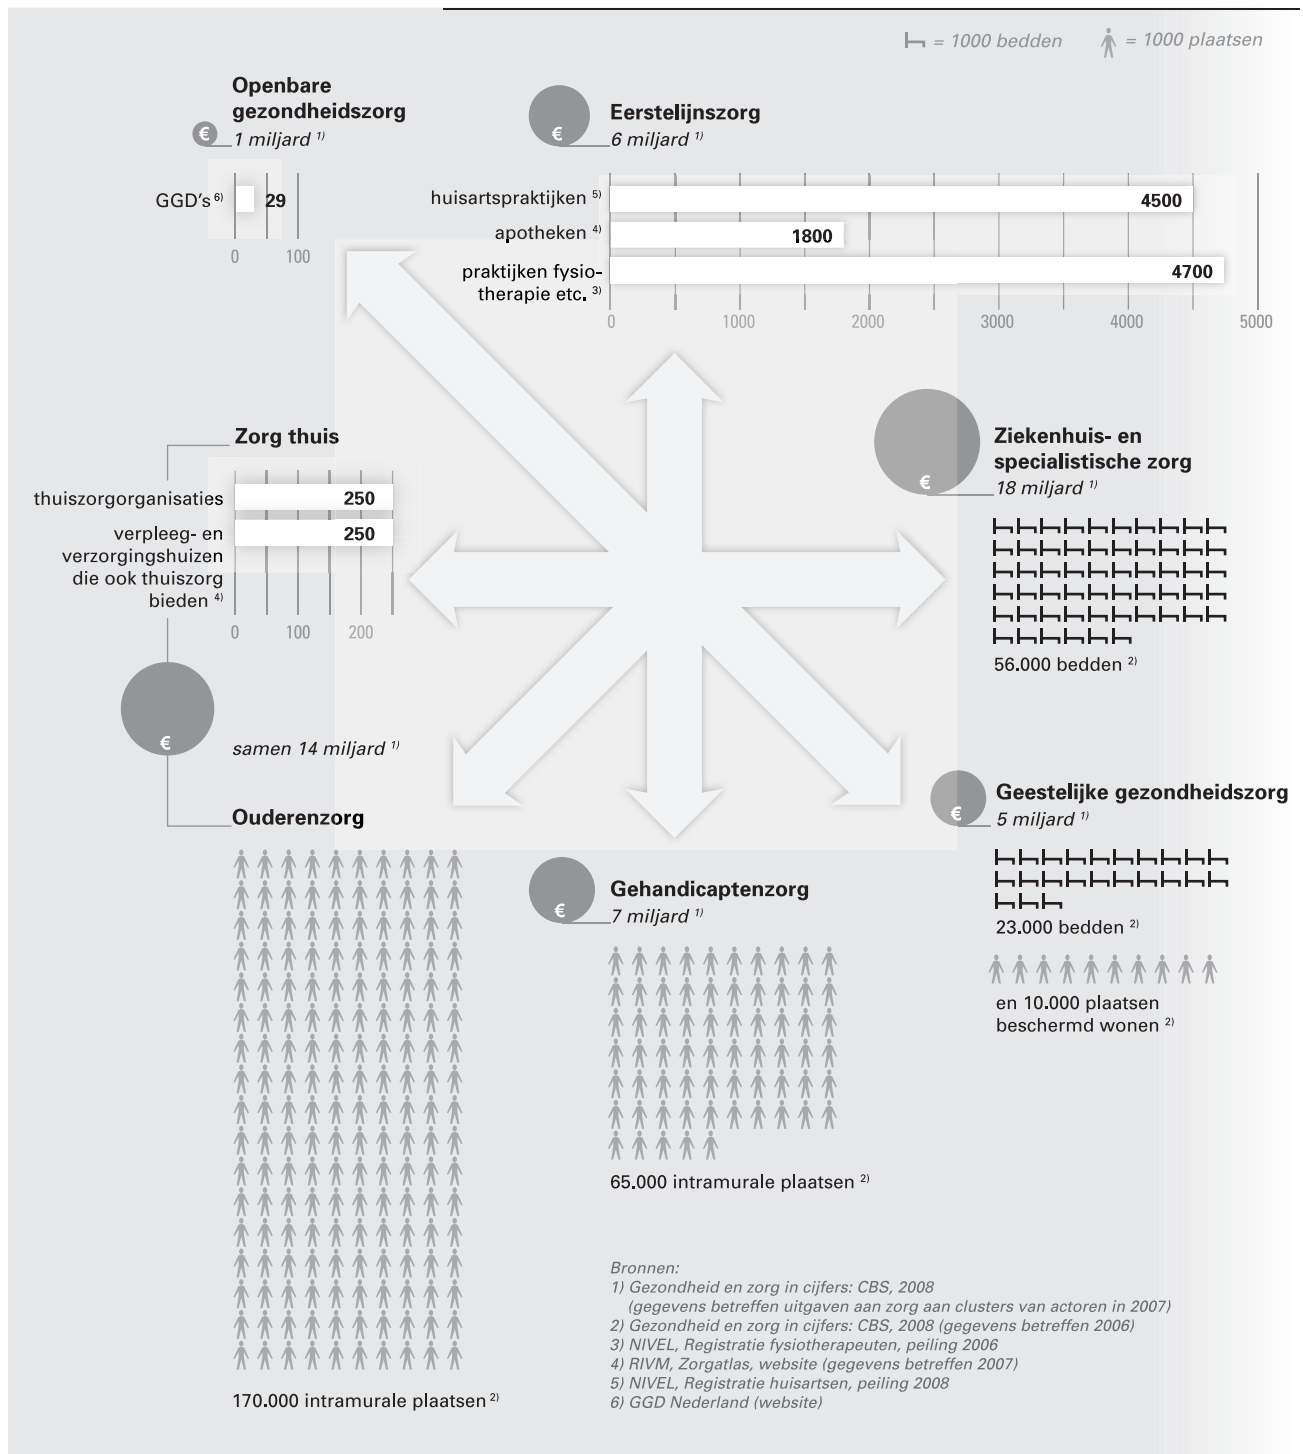 = 1000 bedden
= 1000 plaatsen
Openbare
gezondheidszorg
€
1 miljard 1)
GGD's 6)
29
0
100
Eerstelijnszorg
€
6 miljard 1)
huisartspraktijken 5)
4500
apotheken 4)
1800
praktijken fysio-
therapie etc. 3)
4700
0
1000
2000
3000
4000
5000
Zorg thuis
thuiszorgorganisaties
250
verpleeg- en
verzorgingshuizen
die ook thuiszorg
bieden 4)
250
0
100
200
€
samen 14 miljard 1)
Ouderenzorg
170.000 intramurale plaatsen 2)
Ziekenhuis- en
specialistische zorg
€
18 miljard 1)
56.000 bedden 2)
Geestelijke gezondheidszorg
€
5 miljard 1)
23.000 bedden 2)
en 10.000 plaatsen
beschermd wonen 2)
Gehandicaptenzorg
€
7 miljard 1)
65.000 intramurale plaatsen 2)
Bronnen:
1) Gezondheid en zorg in cijfers: CBS, 2008
(gegevens betreffen uitgaven aan zorg aan clusters van actoren in 2007)
2) Gezondheid en zorg in cijfers: CBS, 2008 (gegevens betreffen 2006)
3) NIVEL, Registratie fysiotherapeuten, peiling 2006
4) RIVM, Zorgatlas, website (gegevens betreffen 2007)
5) NIVEL, Registratie huisartsen, peiling 2008
6) GGD Nederland (website)